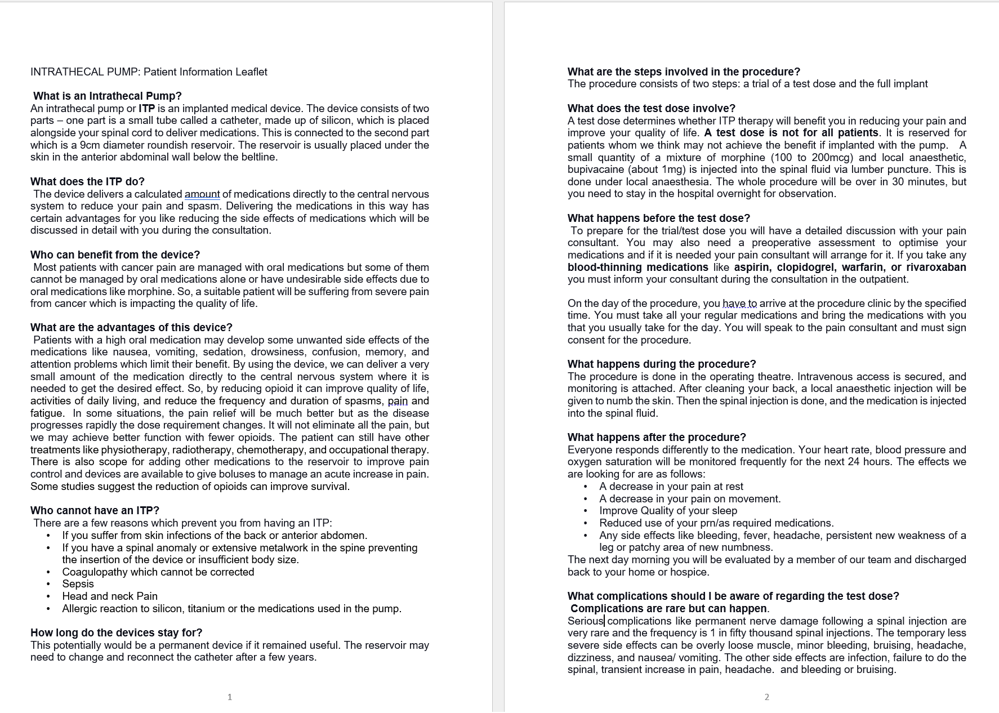 INTRATHECAL PUMP: Patient Information Leaflet
What is an Intrathecal Pump?
An intrathecal pump or ITP is an implanted medical device. The device consists of two
parts – one part is a small tube called a catheter, made up of silicon, which is placed
alongside your spinal cord to deliver medications. This is connected to the second part
which is a 9cm diameter roundish reservoir. The reservoir is usually placed under the
skin in the anterior abdominal wall below the beltline.
What does the ITP do?
The device delivers a calculated amount of medications directly to the central nervous
system to reduce your pain and spasm. Delivering the medications in this way has
certain advantages for you like reducing the side effects of medications which will be
discussed in detail with you during the consultation.
Who can benefit from the device?
Most patients with cancer pain are managed with oral medications but some of them
cannot be managed by oral medications alone or have undesirable side effects due to
oral medications like morphine. So, a suitable patient will be suffering from severe pain
from cancer which is impacting the quality of life.
What are the advantages of this device?
Patients with a high oral medication may develop some unwanted side effects of the
medications like nausea, vomiting, sedation, drowsiness, confusion, memory, and
attention problems which limit their benefit. By using the device, we can deliver a very
small amount of the medication directly to the central nervous system where it is
needed to get the desired effect. So, by reducing opioid it can improve quality of life,
activities of daily living, and reduce the frequency and duration of spasms, pain and
fatigue. In some situations, the pain relief will be much better but as the disease
progresses rapidly the dose requirement changes. It will not eliminate all the pain, but
we may achieve better function with fewer opioids. The patient can still have other
treatments like physiotherapy, radiotherapy, chemotherapy, and occupational therapy.
There is also scope for adding other medications to the reservoir to improve pain
control and devices are available to give boluses to manage an acute increase in pain.
Some studies suggest the reduction of opioids can improve survival.
Who cannot have an ITP?
There are a few reasons which prevent you from having an ITP:
• If you suffer from skin infections of the back or anterior abdomen.
• If you have a spinal anomaly or extensive metalwork in the spine preventing
the insertion of the device or insufficient body size.
• Coagulopathy which cannot be corrected
• Sepsis
• Head and neck Pain
• Allergic reaction to silicon, titanium or the medications used in the pump.
How long do the devices stay for?
This potentially would be a permanent device if it remained useful. The reservoir may
need to change and reconnect the catheter after a few years.
1
What are the steps involved in the procedure?
The procedure consists of two steps: a trial of a test dose and the full implant
What does the test dose involve?
A test dose determines whether ITP therapy will benefit you in reducing your pain and
improve your quality of life. A test dose is not for all patients. It is reserved for
patients whom we think may not achieve the benefit if implanted with the pump. A
small quantity of a mixture of morphine (100 to 200mcg) and local anaesthetic,
bupivacaine (about 1mg) is injected into the spinal fluid via lumber puncture. This is
done under local anaesthesia. The whole procedure will be over in 30 minutes, but
you need to stay in the hospital overnight for observation.
What happens before the test dose?
To prepare for the trial/test dose you will have a detailed discussion with your pain
consultant. You may also need a preoperative assessment to optimise your
medications and if it is needed your pain consultant will arrange for it. If you take any
blood-thinning medications like aspirin, clopidogrel, warfarin, or rivaroxaban
you must inform your consultant during the consultation in the outpatient.
On the day of the procedure, you have to arrive at the procedure clinic by the specified
time. You must take all your regular medications and bring the medications with you
that you usually take for the day. You will speak to the pain consultant and must sign
consent for the procedure.
What happens during the procedure?
The procedure is done in the operating theatre. Intravenous access is secured, and
monitoring is attached. After cleaning your back, a local anaesthetic injection will be
given to numb the skin. Then the spinal injection is done, and the medication is injected
into the spinal fluid.
What happens after the procedure?
Everyone responds differently to the medication. Your heart rate, blood pressure and
oxygen saturation will be monitored frequently for the next 24 hours. The effects we
are looking for are as follows:
• A decrease in your pain at rest
• A decrease in your pain on movement.
• Improve Quality of your sleep
• Reduced use of your prn/as required medications.
• Any side effects like bleeding, fever, headache, persistent new weakness of a
leg or patchy area of new numbness.
The next day morning you will be evaluated by a member of our team and discharged
back to your home or hospice.
What complications should I be aware of regarding the test dose?
Complications are rare but can happen.
Serious complications like permanent nerve damage following a spinal injection are
very rare and the frequency is 1 in fifty thousand spinal injections. The temporary less
severe side effects can be overly loose muscle, minor bleeding, bruising, headache,
dizziness, and nausea/ vomiting. The other side effects are infection, failure to do the
spinal, transient increase in pain, headache. and bleeding or bruising.
2